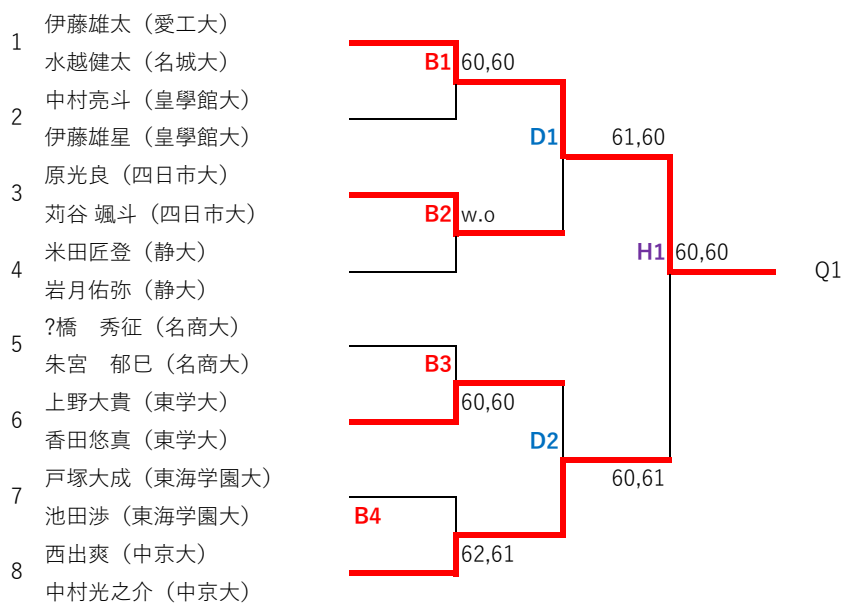 伊藤雄太（愛工大）
1
水越健太（名城大）
B1 60,60
中村亮斗（皇學館大）
2
伊藤雄星（皇學館大）
D1 61,60
原光良（四日市大）
3
苅谷 颯斗（四日市大）
B2 w.o
米田匠登（静大）
H1 60,60
4
Q1
岩月佑弥（静大）
?橋　秀征（名商大）
5
朱宮　郁巳（名商大）
B3
上野大貴（東学大）
60,60
6
香田悠真（東学大）
D2
戸塚大成（東海学園大）
60,61
7
池田渉（東海学園大）
B4
西出爽（中京大）
62,61
8
中村光之介（中京大）